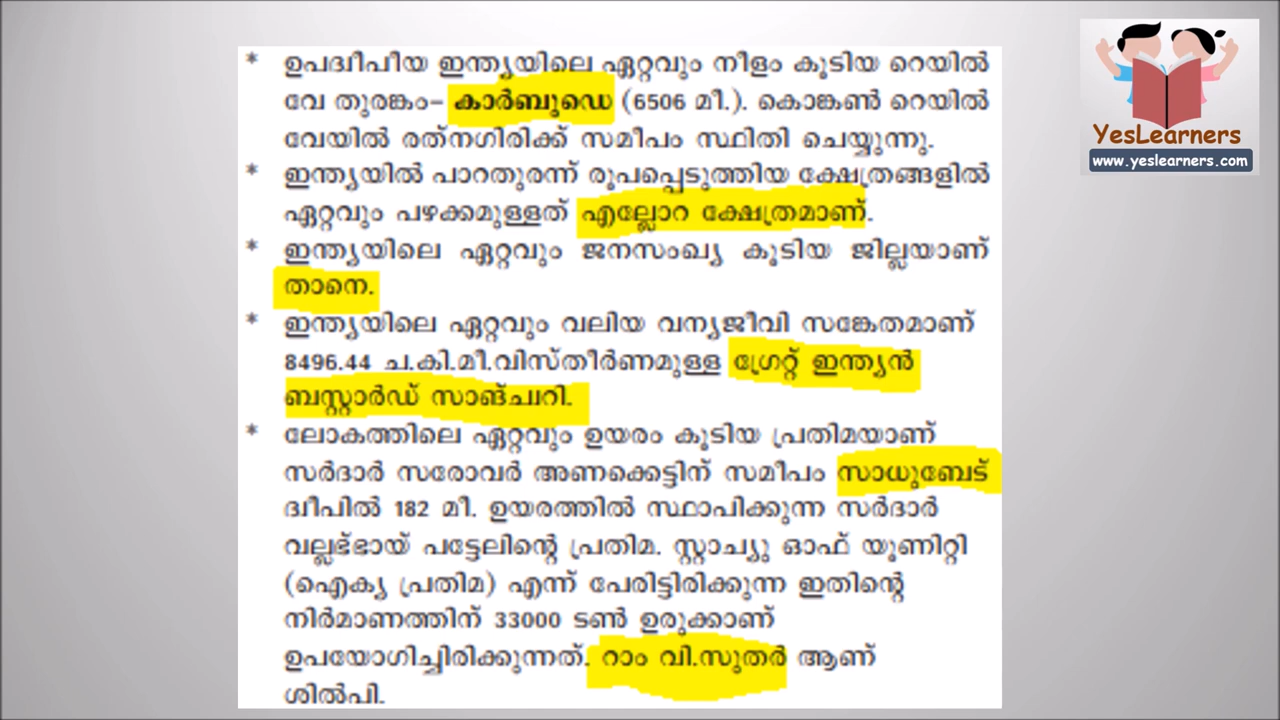 * ഉപദ്വീപീയ ഇന്ത്യയിലെ ഏറ്റവും നീളം കൂടിയ റെയിൽ
വേ തുരങ്കം– കാർബുഡെ (6506 മീ.). കൊങ്കൺ റെയിൽ
വേയിൽ രത്‌നഗിരിക്ക് സമീപം സ്ഥിതി ചെയ്യുന്നു.
* ഇന്ത്യയിൽ പാറതുരന്ന് രൂപപ്പെടുത്തിയ ക്ഷേത്രങ്ങളിൽ
ഏറ്റവും പഴക്കമുള്ളത് എല്ലോറ ക്ഷേത്രമാണ്.
* ഇന്ത്യയിലെ ഏറ്റവും ജനസംഖ്യ കൂടിയ ജില്ലയാണ്
താനെ.
* ഇന്ത്യയിലെ ഏറ്റവും വലിയ വന്യജീവി സങ്കേതമാണ്
8496.44 ച.കി.മീ.വിസ്തീർണമുള്ള ഗ്രേറ്റ് ഇന്ത്യൻ
ബസ്റ്റാർഡ് സാങ്ച്വറി.
* ലോകത്തിലെ ഏറ്റവും ഉയരം കൂടിയ പ്രതിമയാണ്
സർദാർ സരോവർ അണക്കെട്ടിന് സമീപം സാധുബേട്
ദ്വീപിൽ 182 മീ. ഉയരത്തിൽ സ്ഥാപിക്കുന്ന സർദാർ
വല്ലഭ്ഭായ് പട്ടേലിന്റെ പ്രതിമ. സ്റ്റാച്യു ഓഫ് യൂണിറ്റി
(ഐക്യ പ്രതിമ) എന്ന് പേരിട്ടിരിക്കുന്ന ഇതിന്റെ
നിർമാണത്തിന് 33000 ടൺ ഉരുക്കാണ്
ഉപയോഗിച്ചിരിക്കുന്നത്. റാം വി.സുതർ ആണ്
ശിൽപി.
YesLearners
www.yeslearners.com